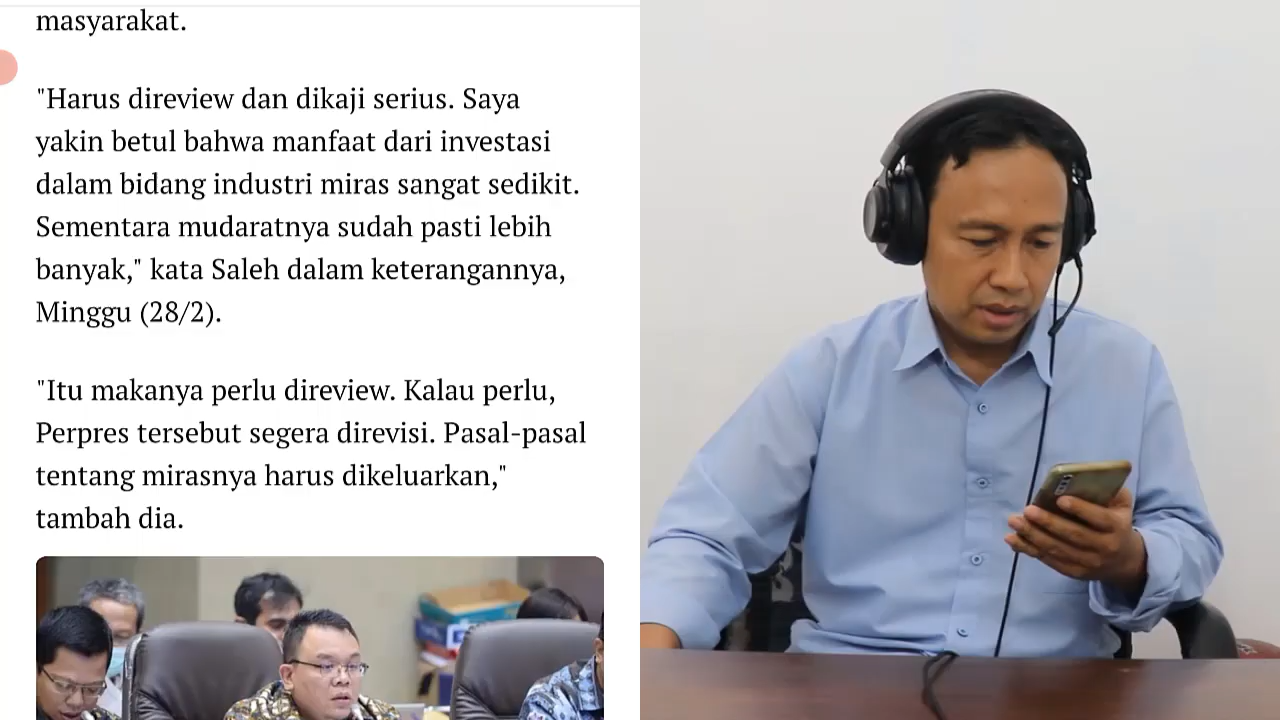 masyarakat.
"Harus direview dan dikaji serius. Saya
yakin betul bahwa manfaat dari investasi
dalam bidang industri miras sangat sedikit.
Sementara mudaratnya sudah pasti lebih
banyak," kata Saleh dalam keterangannya,
Minggu (28/2).
"Itu makanya perlu direview. Kalau perlu,
Perpres tersebut segera direvisi. Pasal-pasal
tentang mirasnya harus dikeluarkan,"
tambah dia.